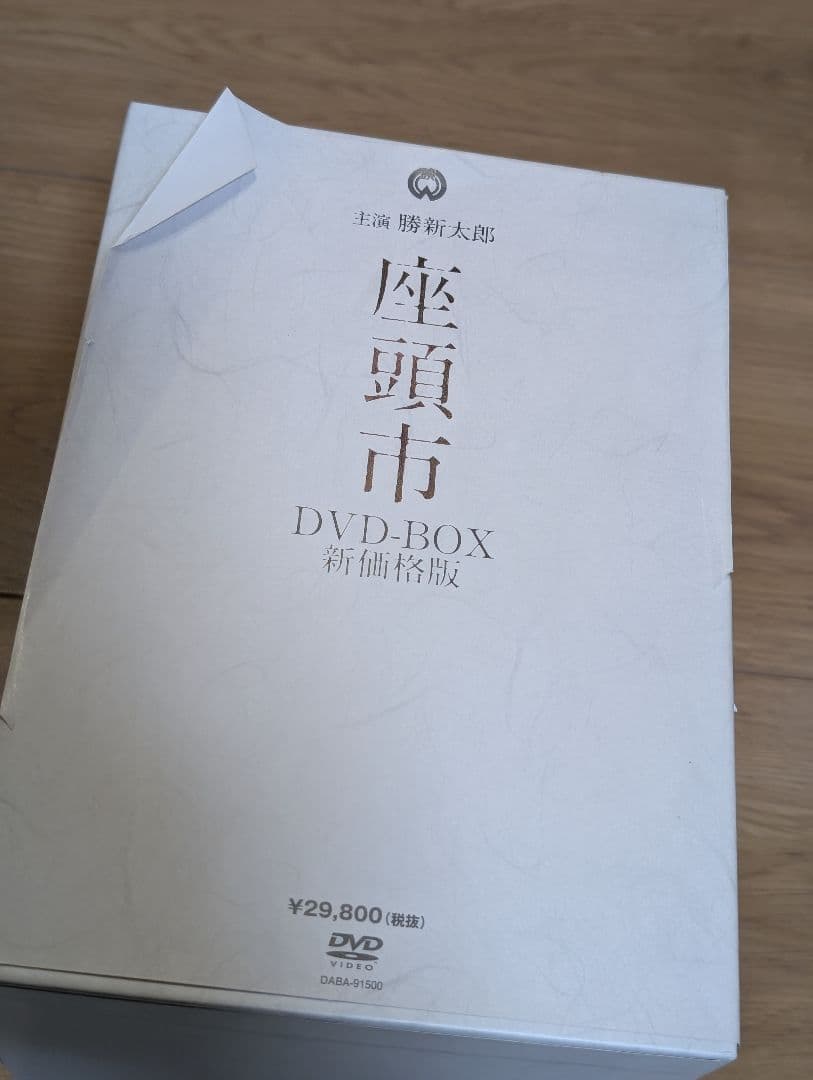 主演 勝新太郎
座頭市
DVD-BOX
新価格版
¥29,800(税抜)
DVD
VIDEO™
DABA-91500